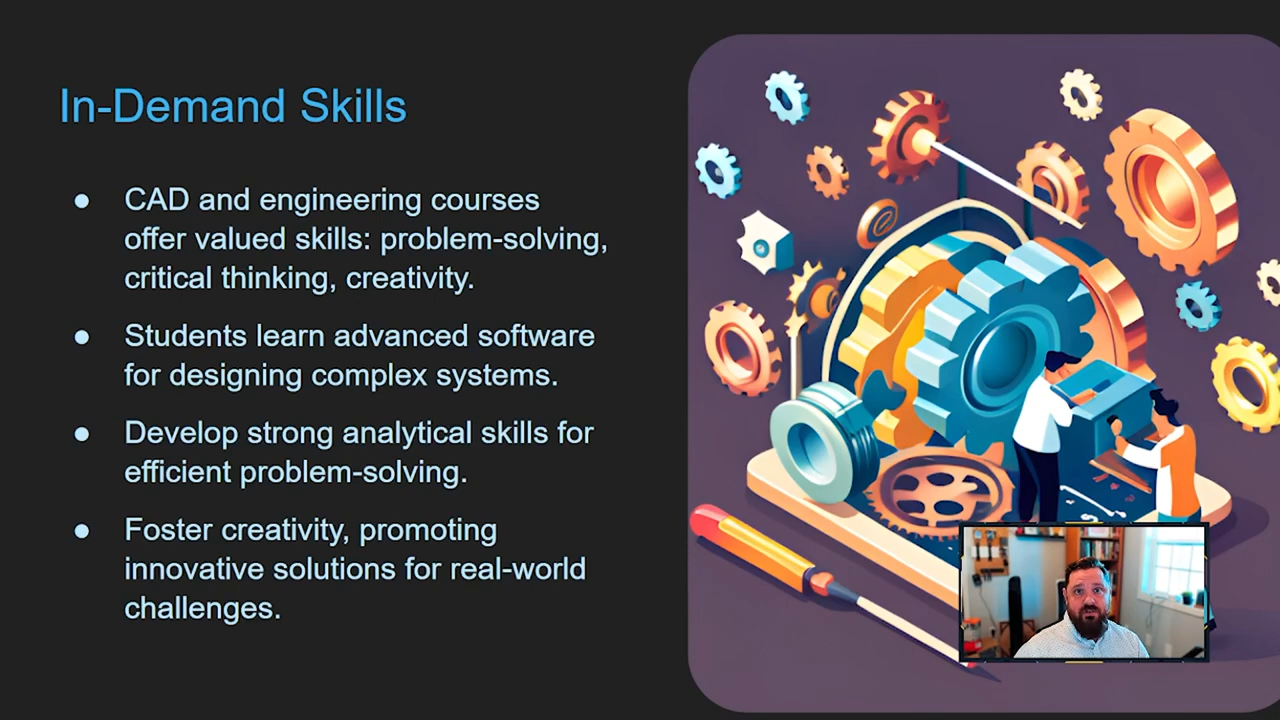 In-Demand Skills
● CAD and engineering courses
offer valued skills: problem-solving,
critical thinking, creativity.
● Students learn advanced software
for designing complex systems.
● Develop strong analytical skills for
efficient problem-solving.
● Foster creativity, promoting
innovative solutions for real-world
challenges.